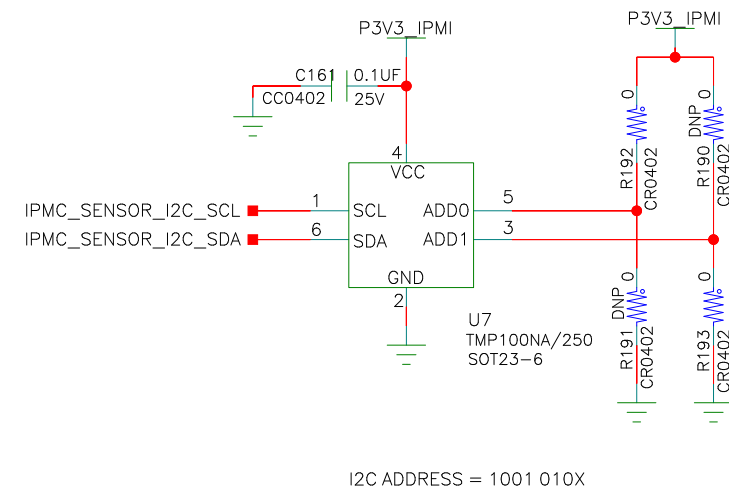 P3V3_IPMI
P3V3_IPMI
C161
0.1UF
CC0402
25V
0
R192
CR0402
DNP
0
R190
CR0402
4
VCC
IPMC_SENSOR_I2C_SCL
1
SCL
ADD0
5
IPMC_SENSOR_I2C_SDA
6
SDA
ADD1
3
GND
2
DNP
0
R191
CR0402
0
R193
CR0402
U7
TMP100NA/250
SOT23-6
I2C ADDRESS = 1001 010X